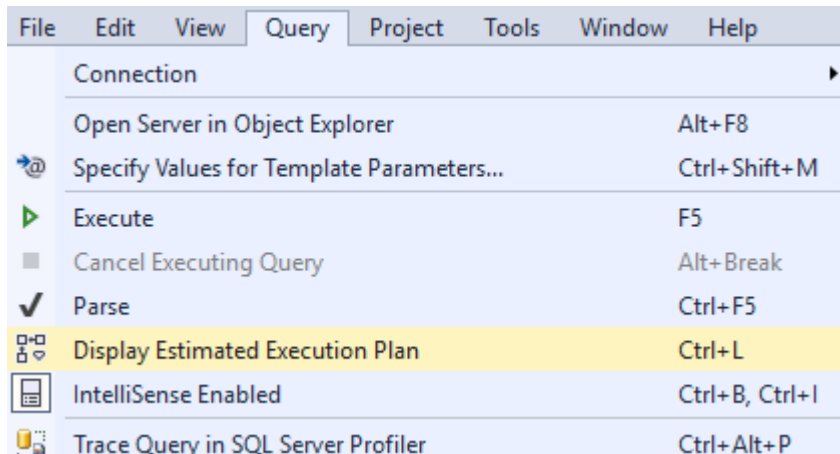 File Edit View Query Project Tools Window Help
Connection
Open Server in Object Explorer Alt+F8
Specify Values for Template Parameters... Ctrl+Shift+M
Execute F5
Cancel Executing Query Alt+Break
Parse Ctrl+F5
Display Estimated Execution Plan Ctrl+L
IntelliSense Enabled Ctrl+B, Ctrl+I
Trace Query in SQL Server Profiler Ctrl+Alt+P